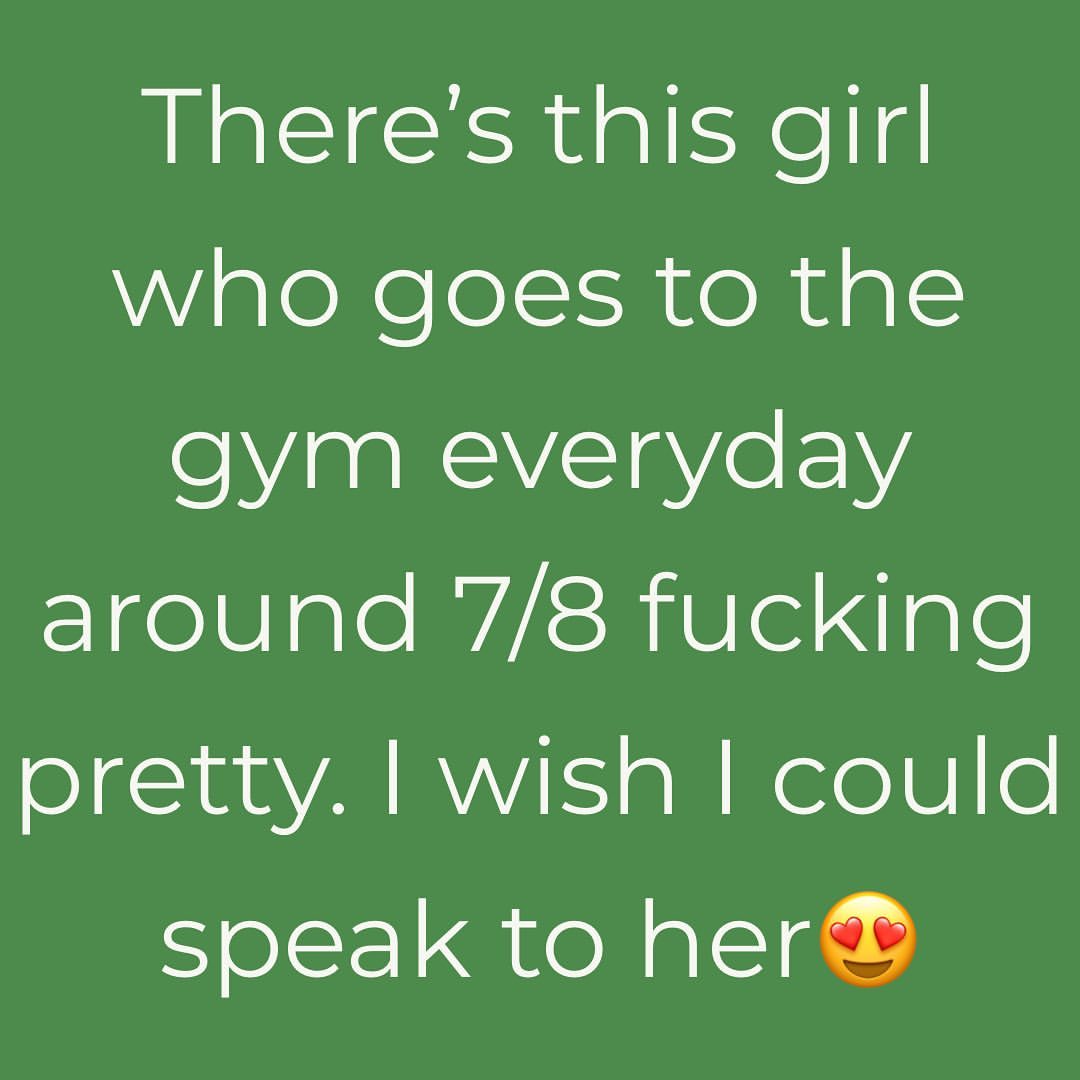 There’s this girl
who goes to the
gym everyday
around 7/8 fucking
pretty. I wish I could
speak to her😍